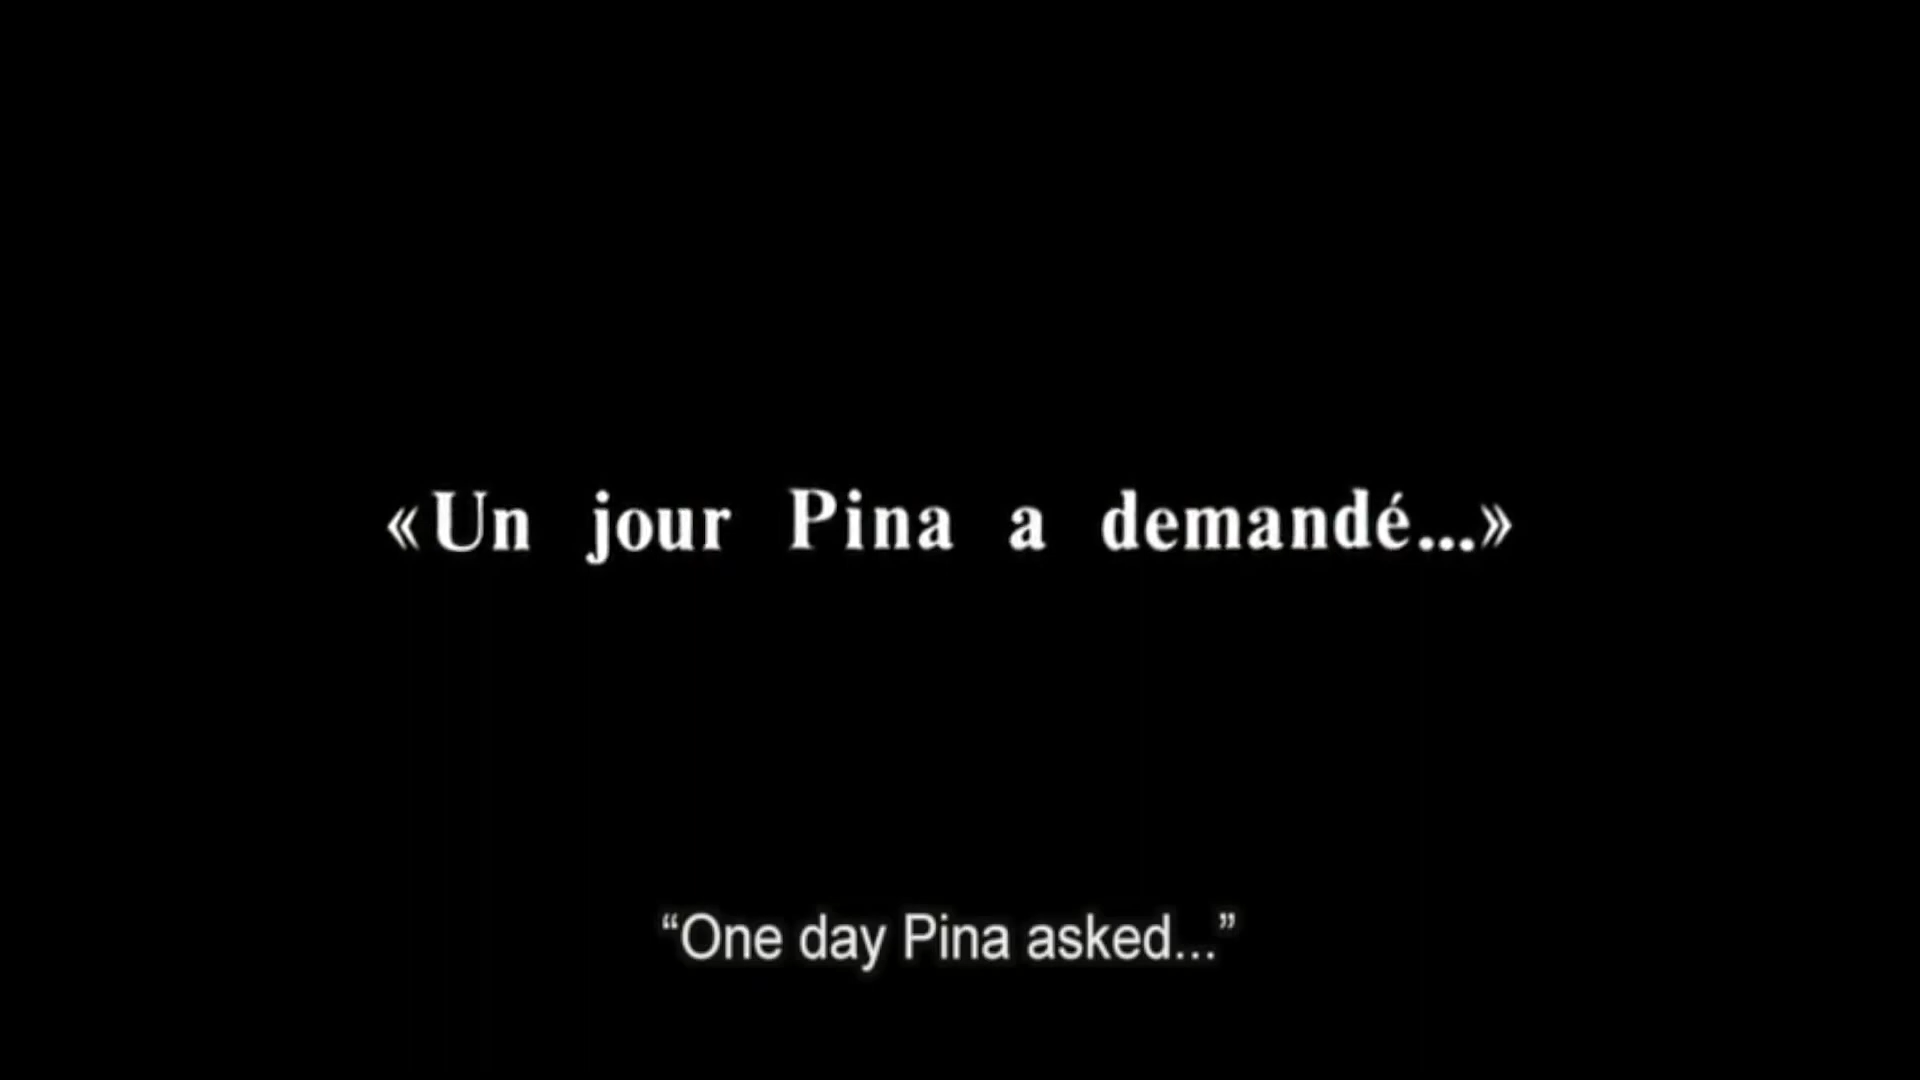 «Un jour Pina a demandé...»
“One day Pina asked...”